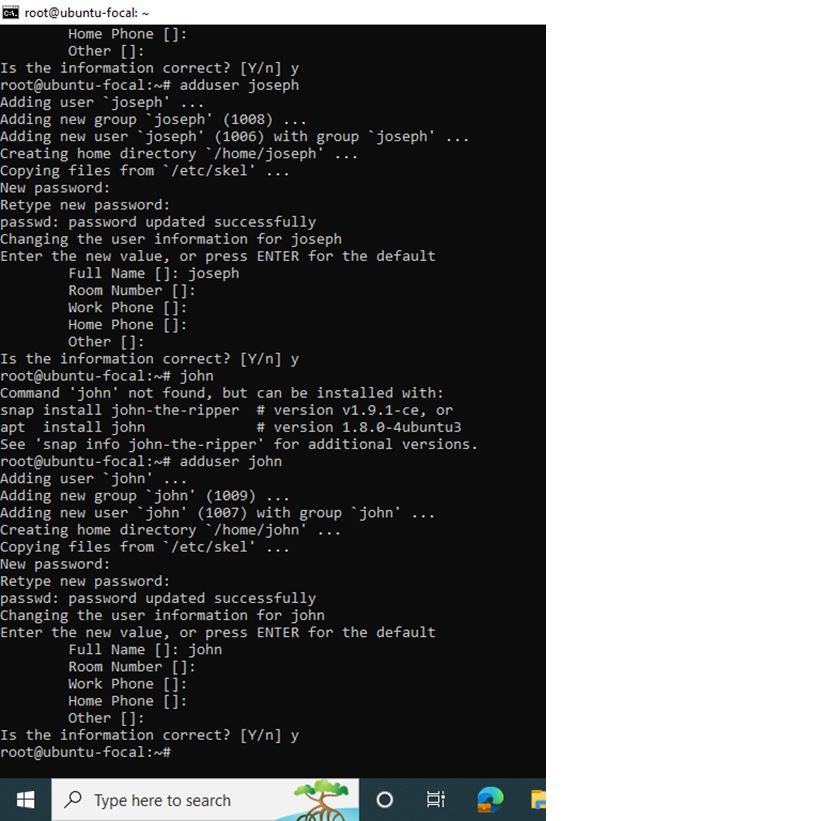 root@ubuntu-focal: ~
        Home Phone []:
        Other []:
Is the information correct? [Y/n] y
root@ubuntu-focal:~# adduser joseph
Adding user `joseph' ...
Adding new group `joseph' (1008) ...
Adding new user `joseph' (1006) with group `joseph' ...
Creating home directory `/home/joseph' ...
Copying files from `/etc/skel' ...
New password:
Retype new password:
passwd: password updated successfully
Changing the user information for joseph
Enter the new value, or press ENTER for the default
        Full Name []: joseph
        Room Number []:
        Work Phone []:
        Home Phone []:
        Other []:
Is the information correct? [Y/n] y
root@ubuntu-focal:~# john
Command 'john' not found, but can be installed with:
snap install john-the-ripper  # version v1.9.1-ce, or
apt  install john             # version 1.8.0-4ubuntu3
See 'snap info john-the-ripper' for additional versions.
root@ubuntu-focal:~# adduser john
Adding user `john' ...
Adding new group `john' (1009) ...
Adding new user `john' (1007) with group `john' ...
Creating home directory `/home/john' ...
Copying files from `/etc/skel' ...
New password:
Retype new password:
passwd: password updated successfully
Changing the user information for john
Enter the new value, or press ENTER for the default
        Full Name []: john
        Room Number []:
        Work Phone []:
        Home Phone []:
        Other []:
Is the information correct? [Y/n] y
root@ubuntu-focal:~#
Type here to search